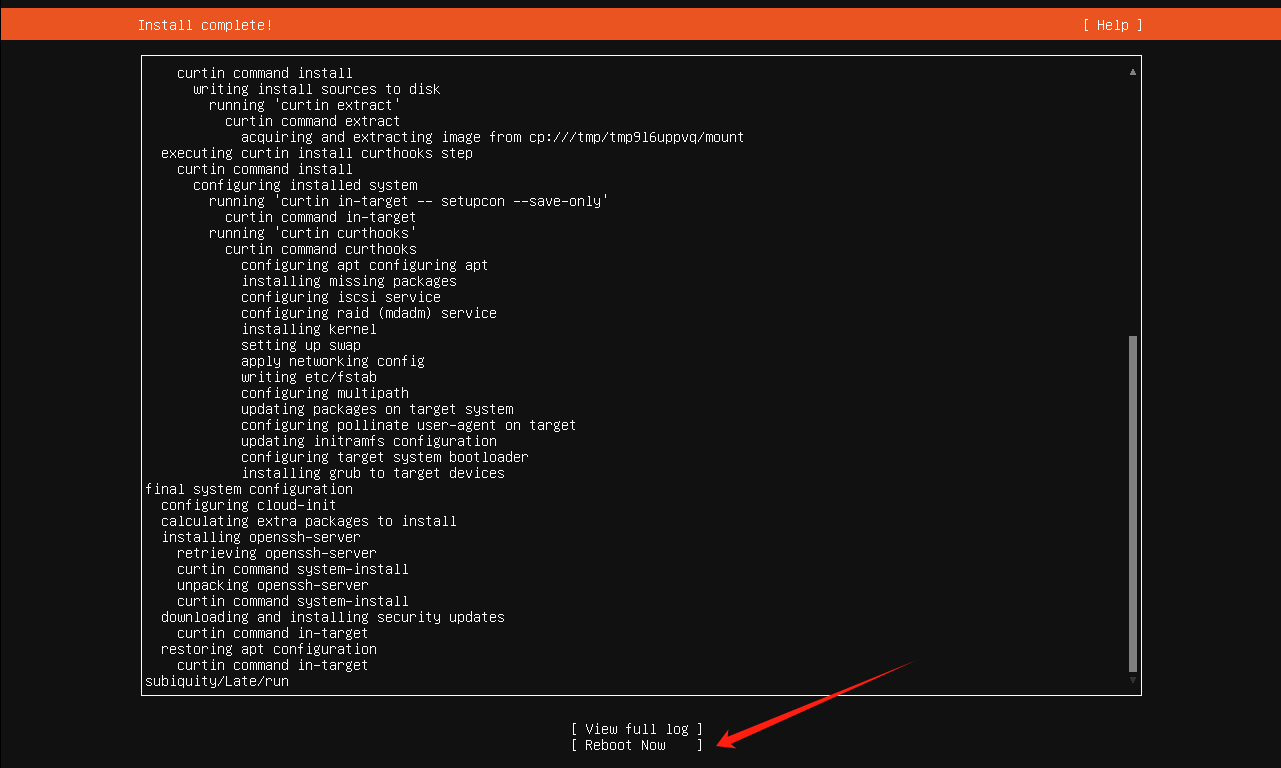 Install complete!
[ Help ]
curtin command install
writing install sources to disk
running 'curtin extract'
curtin command extract
acquiring and extracting image from cp:///tmp/tmp9l6uppvq/mount
executing curtin install curthooks step
curtin command install
configuring installed system
running 'curtin in-target -- setupcon --save-only'
curtin command in-target
running 'curtin curthooks'
curtin command curthooks
configuring apt configuring apt
installing missing packages
configuring iscsi service
configuring raid (mdadm) service
installing kernel
setting up swap
apply networking config
writing etc/fstab
configuring multipath
updating packages on target system
configuring pollinate user-agent on target
updating initramfs configuration
configuring target system bootloader
installing grub to target devices
final system configuration
configuring cloud-init
calculating extra packages to install
installing openssh-server
retrieving openssh-server
curtin command system-install
unpacking openssh-server
curtin command system-install
downloading and installing security updates
curtin command in-target
restoring apt configuration
curtin command in-target
subiquity/Late/run
[ View full log ]
[ Reboot Now ]